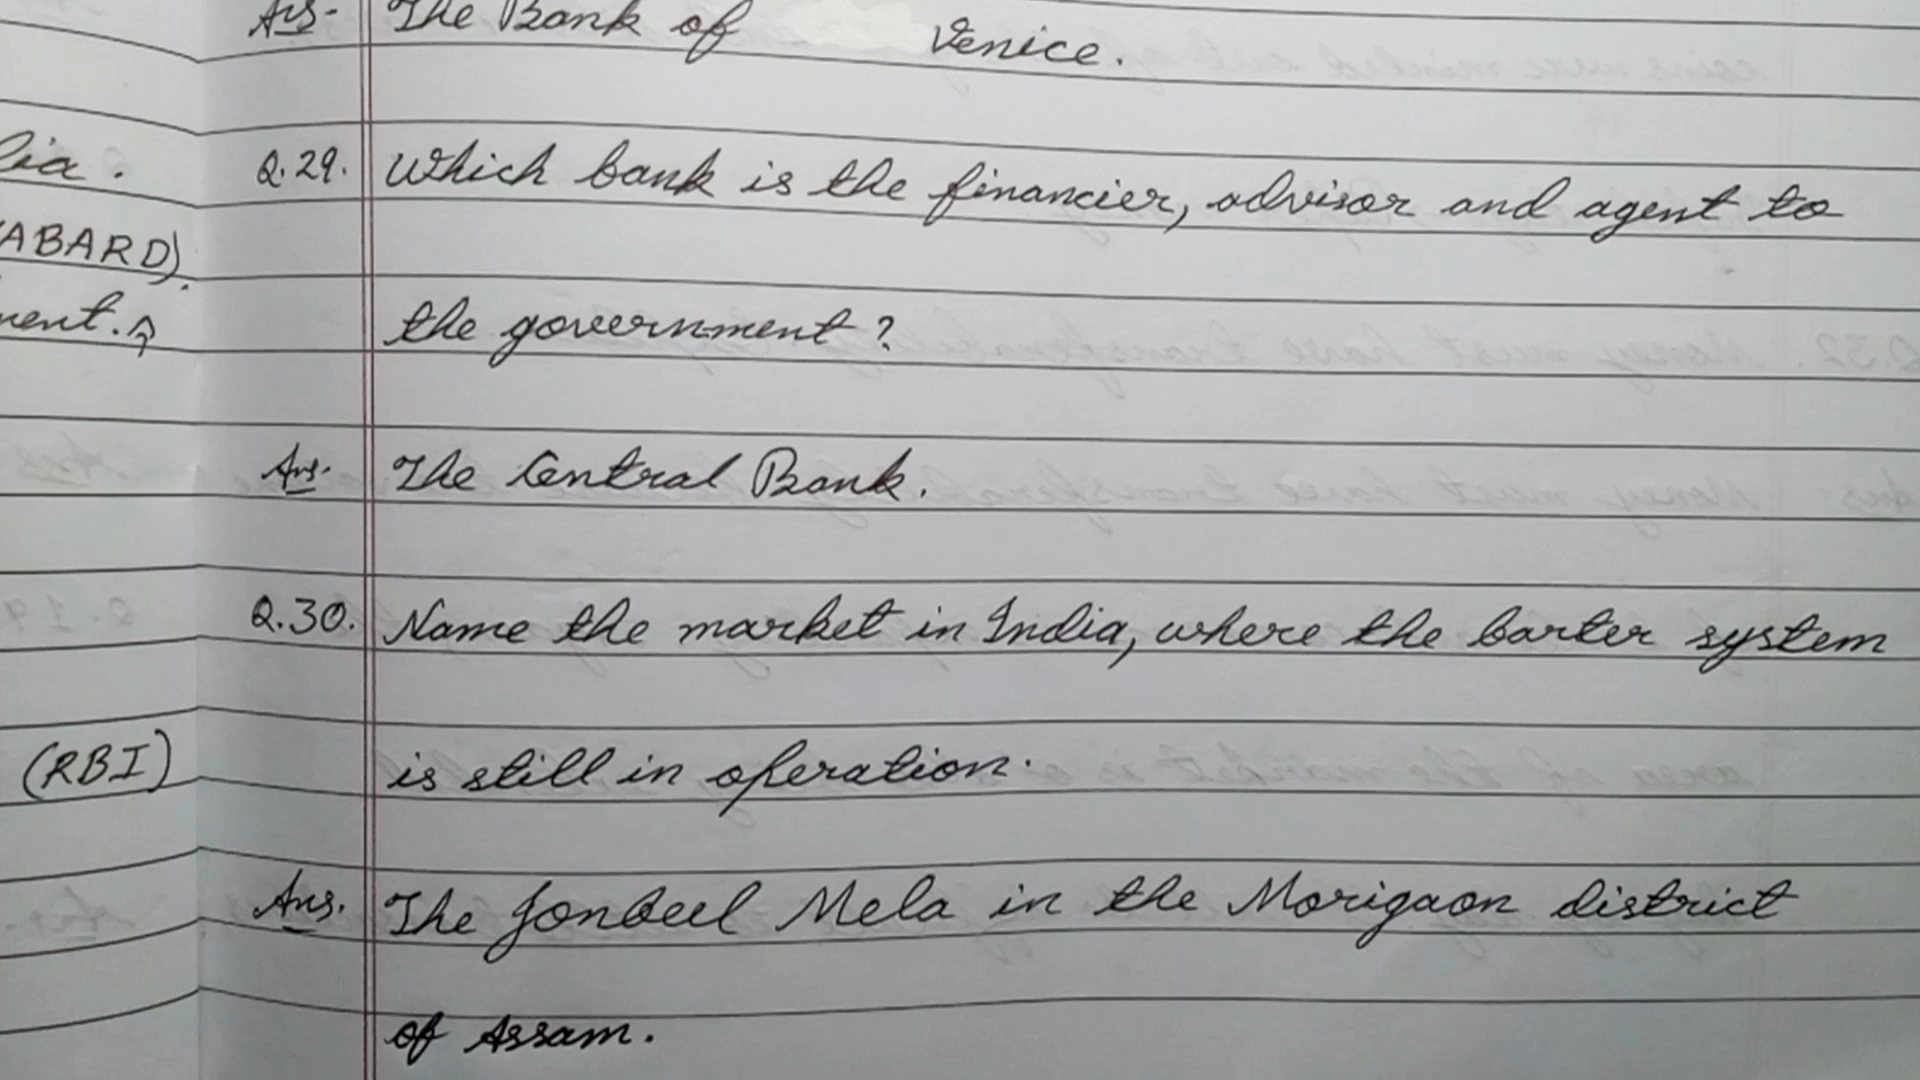 lia.
ABARD).
ment.?
(RBI)
Ans- The Bank of Venice.
Q.29. Which bank is the financier, advisor and agent to
the government?
Ans. The Central Bank.
Q.30. Name the market in India, where the barter system
is still in operation.
Ans. The Jonbeel Mela in the Morigaon district
of Assam.